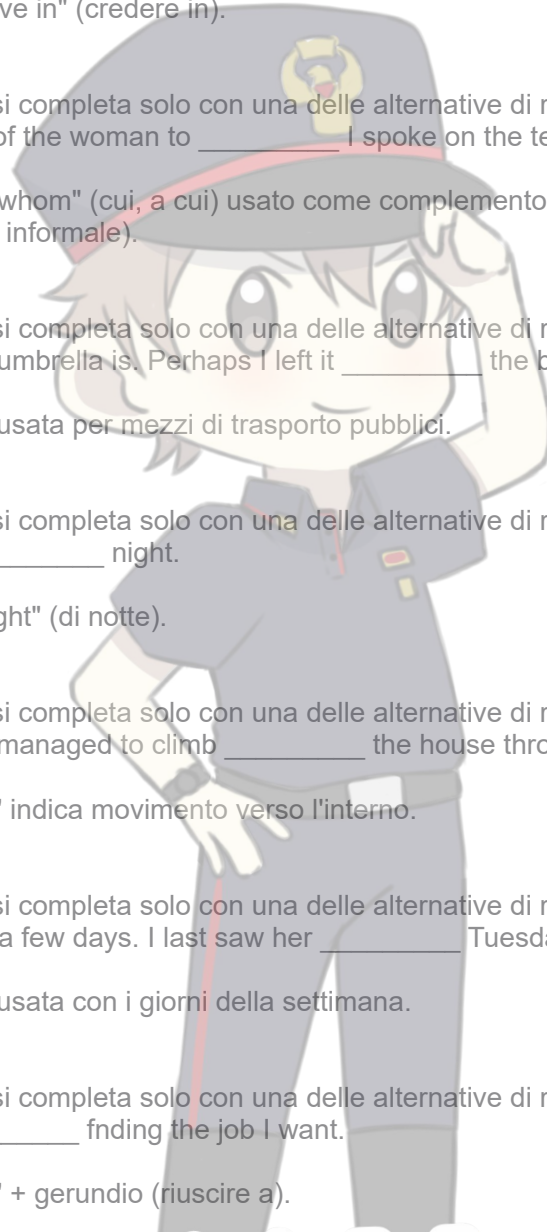 ve in" (credere in).
si completa solo con una delle alternative di r
of the woman to __________ I spoke on the te
whom" (cui, a cui) usato come complemento
informale).
si completa solo con una delle alternative di r
umbrella is. Perhaps I left it __________ the b
usata per mezzi di trasporto pubblici.
si completa solo con una delle alternative di r
________ night.
ght" (di notte).
si completa solo con una delle alternative di r
managed to climb __________ the house thro
" indica movimento verso l'interno.
si completa solo con una delle alternative di r
a few days. I last saw her __________ Tuesda
usata con i giorni della settimana.
si completa solo con una delle alternative di r
______ fnding the job I want.
" + gerundio (riuscire a).